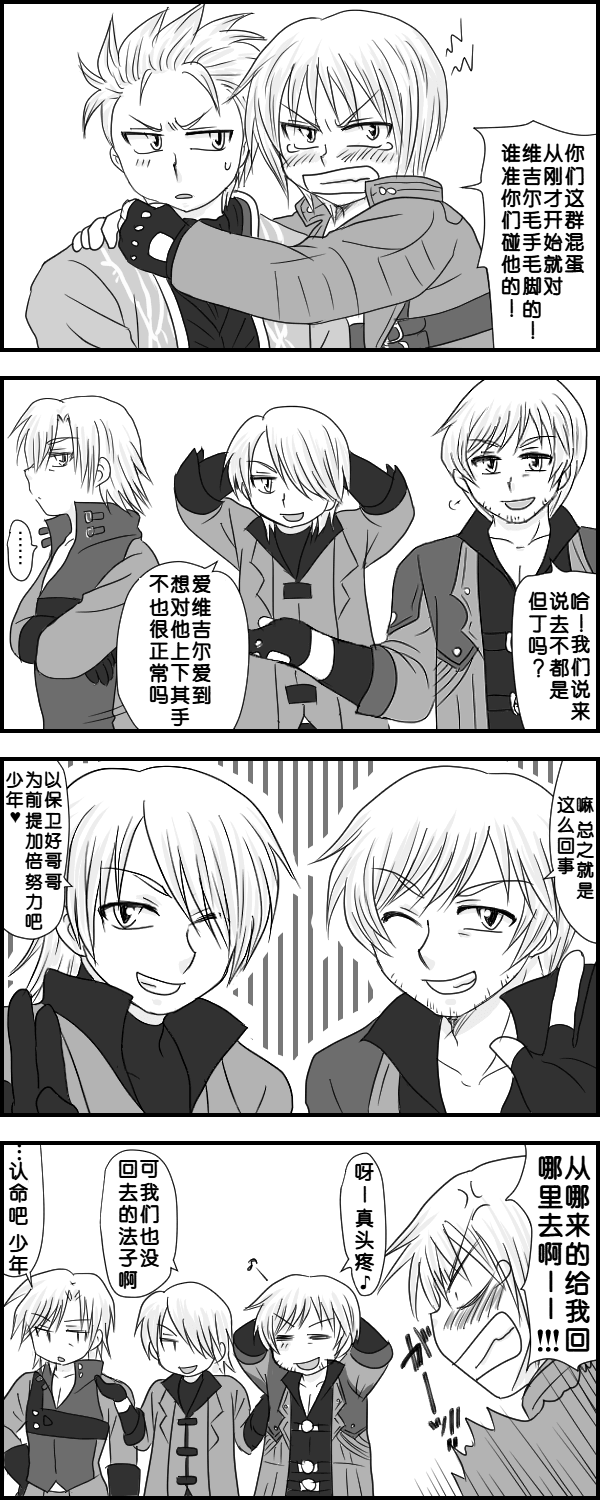 你们这群混蛋
从刚才开始就对
维吉尔毛手毛脚的！
谁准你们碰他的！
哈！我们说来
说去不都是
但丁吗？
爱维吉尔爱到
想对他上下其手
不也很正常吗
……
嘛 总之就是
这么回事
以保卫好哥哥
为前提加倍努力吧
少年♥
从哪来的给我回
哪里去啊ーー!!!
呀ー真头疼♪
可我们也没
回去的法子啊
…认命吧 少年
♪
ガバッ!!